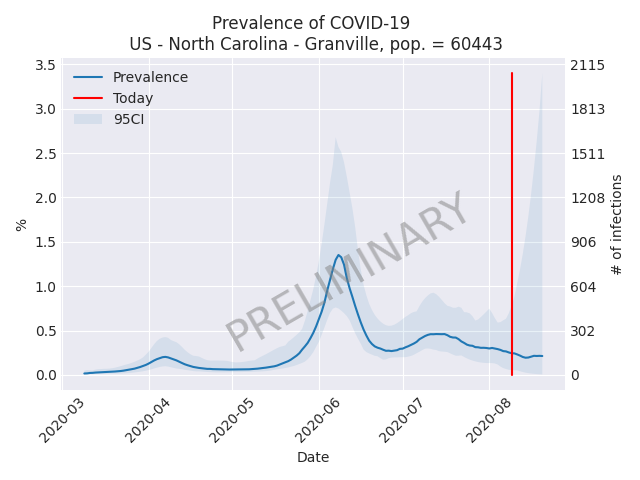 Prevalence of COVID-19
US - North Carolina - Granville, pop. = 60443
3.5
3.0
2.5
2.0
1.5
1.0
0.5
0.0
%
Prevalence
Today
95CI
PRELIMINARY
2115
1813
1511
1208
906
604
302
0
# of infections
2020-03
2020-04
2020-05
2020-06
2020-07
2020-08
Date